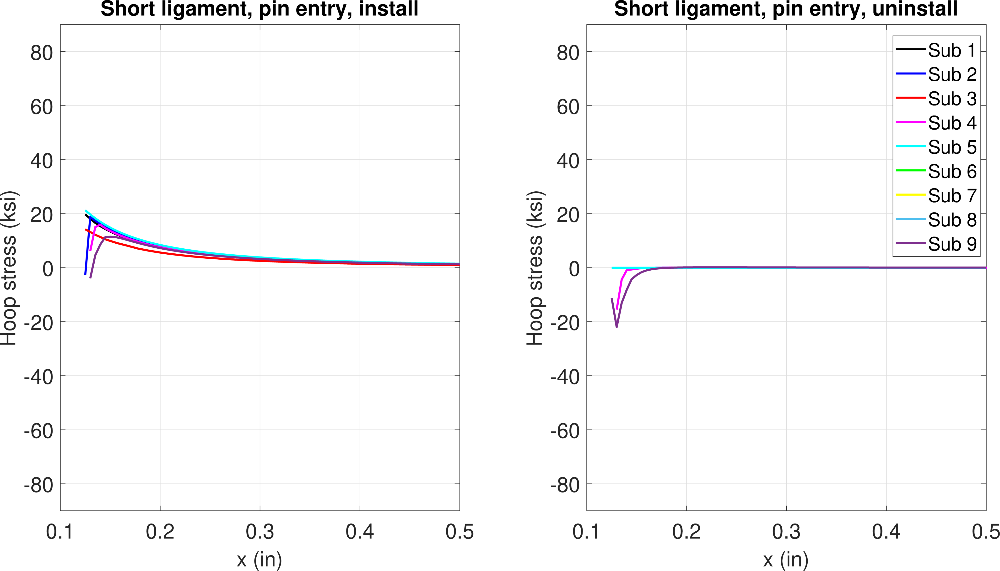 Short ligament, pin entry, install
80
60
40
20
0
-20
-40
-60
-80
Hoop stress (ksi)
0.1 0.2 0.3 0.4 0.5
x (in)
Short ligament, pin entry, uninstall
80
60
40
20
0
-20
-40
-60
-80
Hoop stress (ksi)
0.1 0.2 0.3 0.4 0.5
x (in)
Sub 1
Sub 2
Sub 3
Sub 4
Sub 5
Sub 6
Sub 7
Sub 8
Sub 9